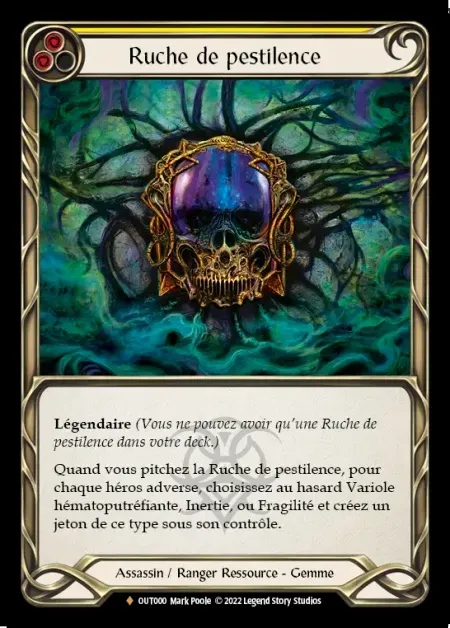 Ruche de pestilence
Légendaire (Vous ne pouvez avoir qu'une Ruche de
pestilence dans votre deck.)
Quand vous pitchez la Ruche de pestilence, pour
chaque héros adverse, choisissez au hasard Variole
hématoputréfiante, Inertie, ou Fragilité et créez un
jeton de ce type sous son contrôle.
Assassin / Ranger Ressource - Gemme
OUT000 Mark Poole © 2022 Legend Story Studios